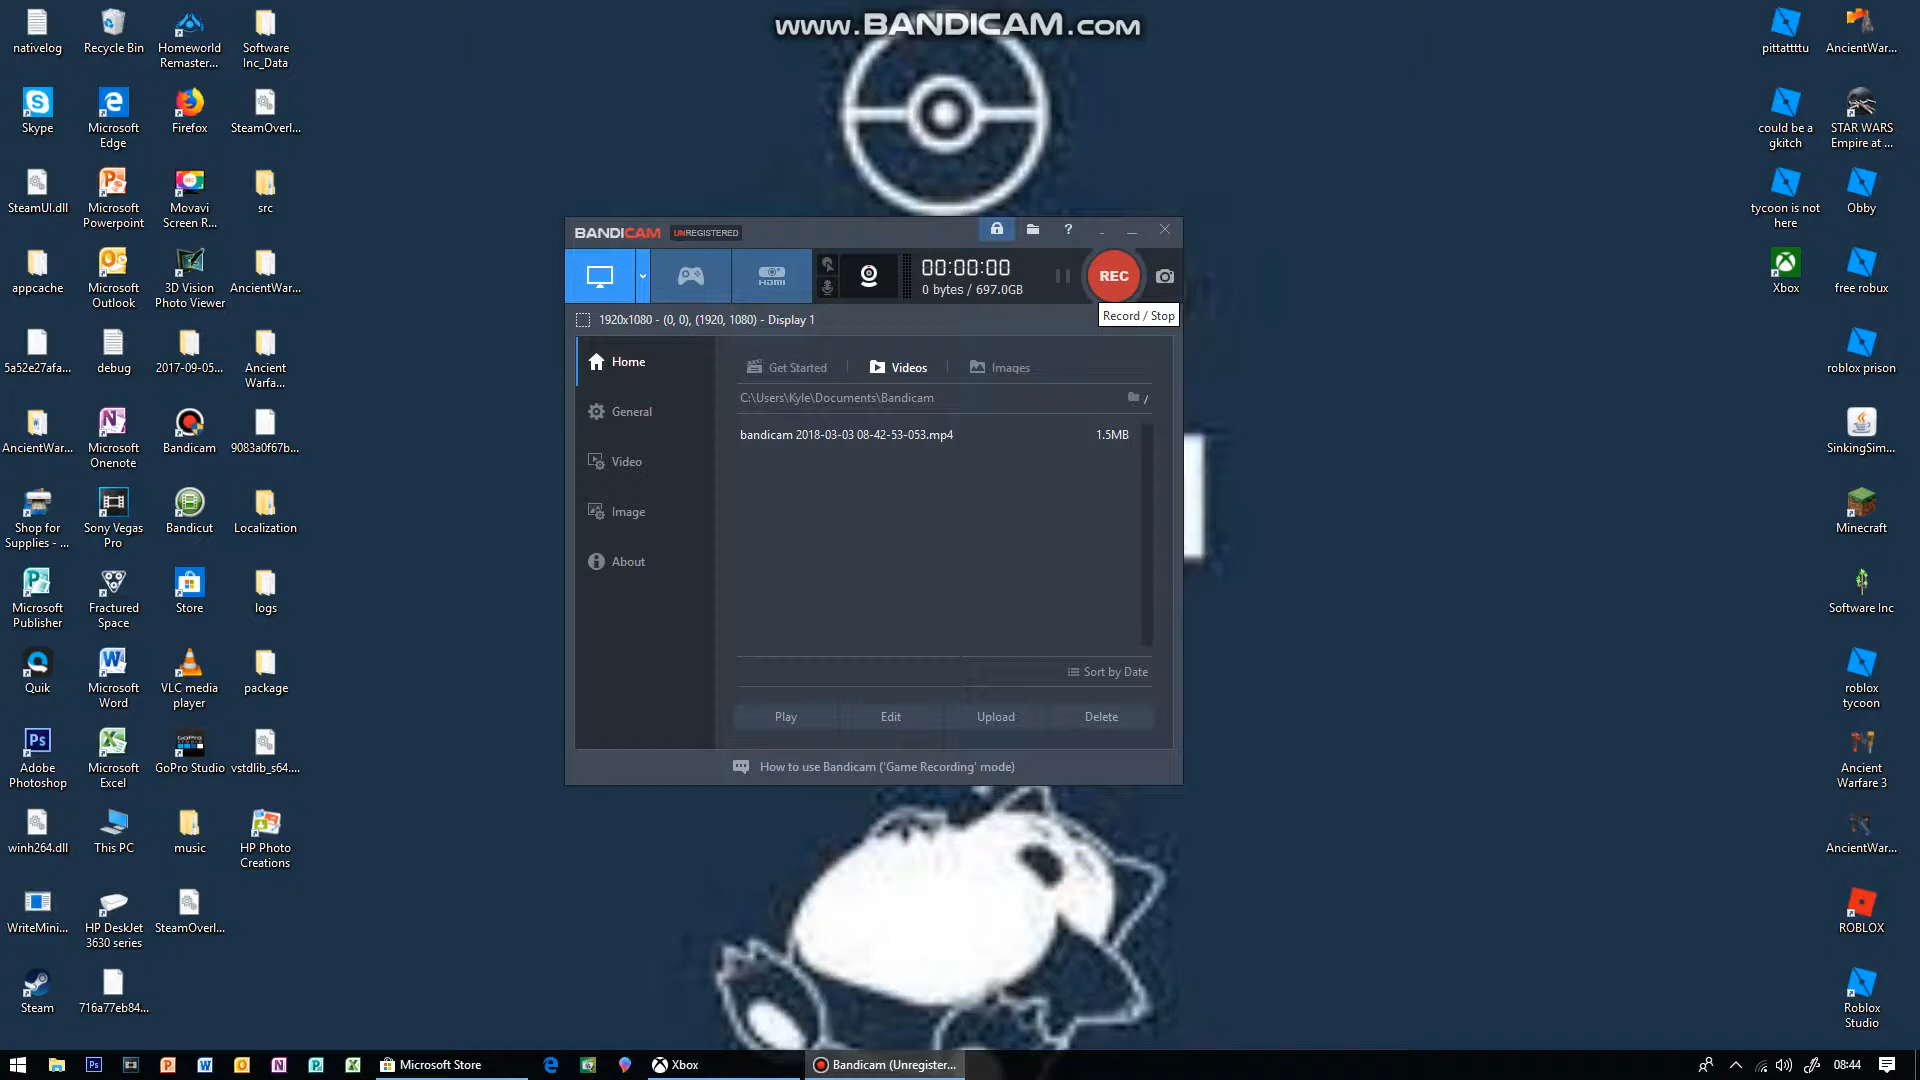 www.BANDICAM.com
nativelog
Recycle Bin
Homeworld
Remaster...
Software
Inc_Data
Skype
Microsoft
Edge
Firefox
SteamOverl...
SteamUI.dll
Microsoft
Powerpoint
Movavi
Screen R...
src
appcache
Microsoft
Outlook
3D Vision
Photo Viewer
AncientWar...
5a52e27afa...
debug
2017-09-05...
Ancient
Warfa...
AncientWar...
Microsoft
Onenote
Bandicam
9083a0f67b...
Shop for
Supplies - ...
Sony Vegas
Pro
Bandicut
Localization
Microsoft
Publisher
Fractured
Space
Store
logs
Quik
Microsoft
Word
VLC media
player
package
Adobe
Photoshop
Microsoft
Excel
GoPro Studio
vstdlib_s64....
winh264.dll
This PC
music
HP Photo
Creations
WriteMini...
HP DeskJet
3630 series
SteamOverl...
Steam
716a77eb84...
BANDICAM UNREGISTERED
?
HDMI
00:00:00
0 bytes / 697.0GB
REC
Record / Stop
1920x1080 - (0, 0), (1920, 1080) - Display 1
Home
General
Video
Image
About
Get Started
Videos
Images
C:\Users\Kyle\Documents\Bandicam
/
bandicam 2018-03-03 08-42-53-053.mp4
1.5MB
Sort by Date
Play
Edit
Upload
Delete
How to use Bandicam ('Game Recording' mode)
pittattttu
AncientWar...
could be a
gkitch
STAR WARS
Empire at ...
tycoon is not
here
Obby
Xbox
free robux
roblox prison
SinkingSim...
Minecraft
Software Inc
roblox
tycoon
Ancient
Warfare 3
AncientWar...
ROBLOX
Roblox
Studio
Microsoft Store
Xbox
Bandicam (Unregister...
08:44